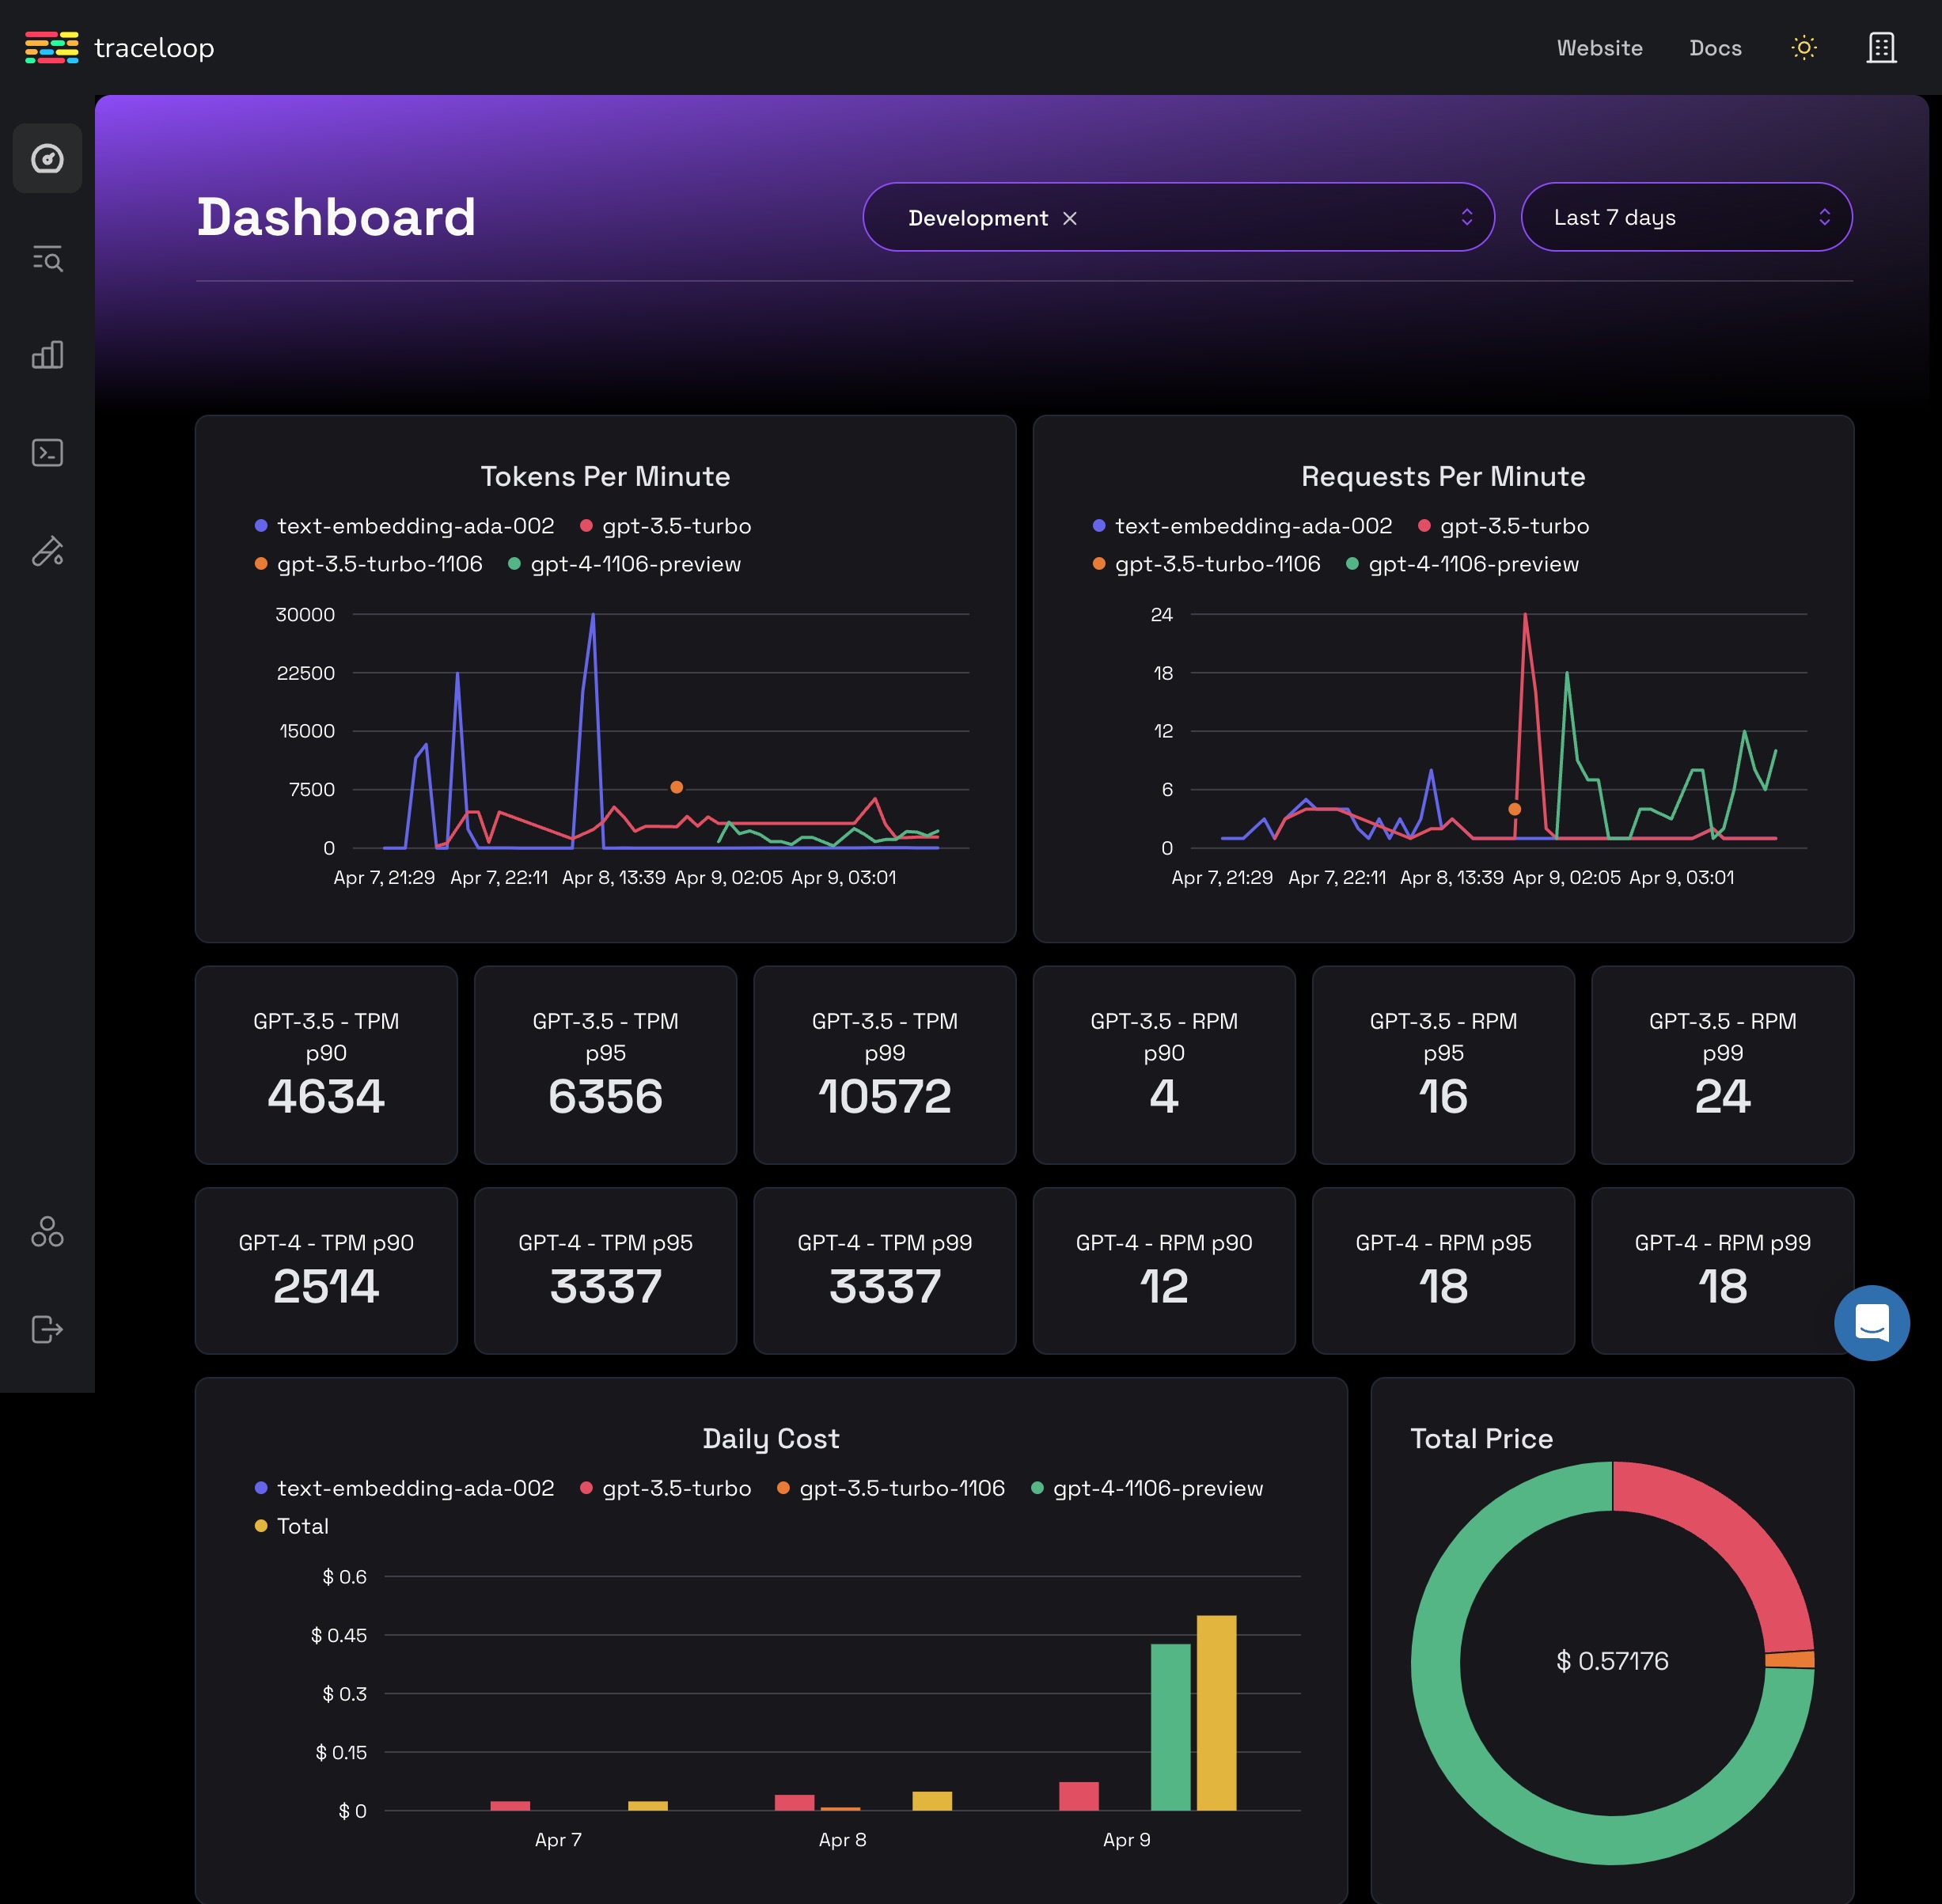 traceloop
Website Docs
Dashboard
Development
Last 7 days
Tokens Per Minute
text-embedding-ada-002 gpt-3.5-turbo
gpt-3.5-turbo-1106 gpt-4-1106-preview
30000
22500
15000
7500
0
Apr 7, 21:29 Apr 7, 22:11 Apr 8, 13:39 Apr 9, 02:05 Apr 9, 03:01
Requests Per Minute
text-embedding-ada-002 gpt-3.5-turbo
gpt-3.5-turbo-1106 gpt-4-1106-preview
24
18
12
6
0
Apr 7, 21:29 Apr 7, 22:11 Apr 8, 13:39 Apr 9, 02:05 Apr 9, 03:01
GPT-3.5 - TPM
p90
4634
GPT-3.5 - TPM
p95
6356
GPT-3.5 - TPM
p99
10572
GPT-3.5 - RPM
p90
4
GPT-3.5 - RPM
p95
16
GPT-3.5 - RPM
p99
24
GPT-4 - TPM p90
2514
GPT-4 - TPM p95
3337
GPT-4 - TPM p99
3337
GPT-4 - RPM p90
12
GPT-4 - RPM p95
18
GPT-4 - RPM p99
18
Daily Cost
text-embedding-ada-002 gpt-3.5-turbo gpt-3.5-turbo-1106 gpt-4-1106-preview
Total
$ 0.6
$ 0.45
$ 0.3
$ 0.15
$ 0
Apr 7 Apr 8 Apr 9
Total Price
$ 0.57176